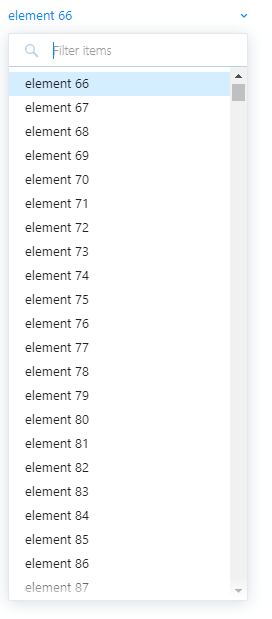 element 66
Filter items
element 66
element 67
element 68
element 69
element 70
element 71
element 72
element 73
element 74
element 75
element 76
element 77
element 78
element 79
element 80
element 81
element 82
element 83
element 84
element 85
element 86
element 87